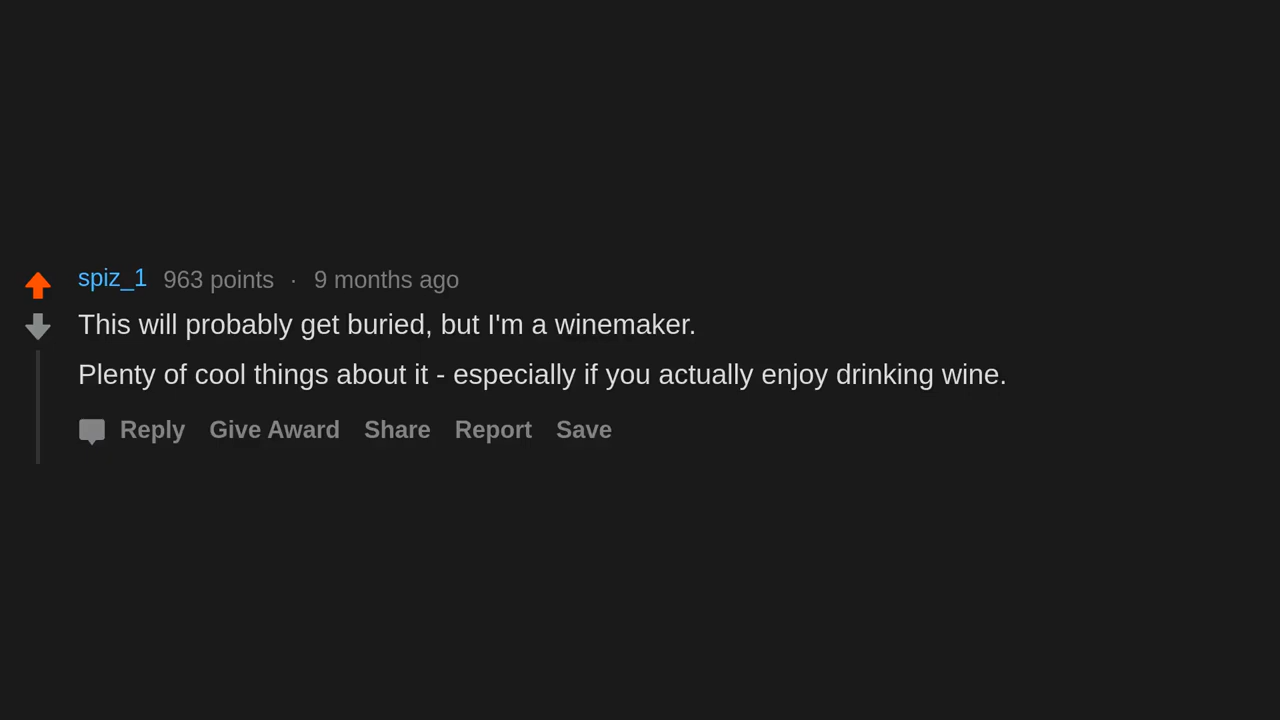 spiz_1 963 points · 9 months ago
This will probably get buried, but I'm a winemaker.
Plenty of cool things about it - especially if you actually enjoy drinking wine.
Reply Give Award Share Report Save